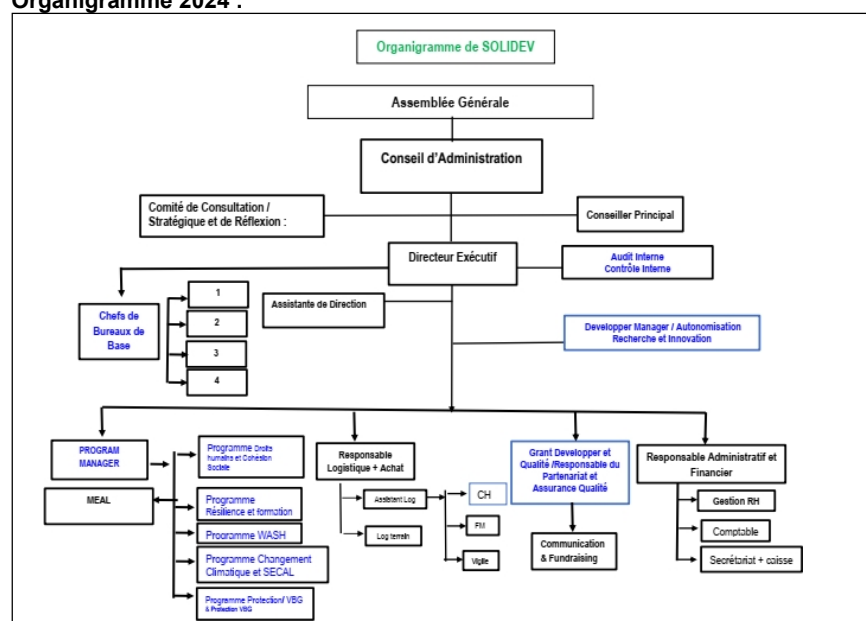 Organigramme 2024 :
Organigramme de SOLIDEV
Assemblée Générale
Conseil d'Administration
Comité de Consultation /
Stratégique et de Réflexion :
Conseiller Principal
Directeur Exécutif
Audit Interne
Contrôle Interne
Chefs de
Bureaux de
Base
1
2
3
4
Assistante de Direction
Developper Manager / Autonomisation
Recherche et Innovation
PROGRAM
MANAGER
MEAL
Programme Droits
humains et Cohésion
Sociale
Programme
Résilience et formation
Programme WASH
Programme Changement
Climatique et SECAL
Programme Protection/ VBG
& Protection VBG
Responsable
Logistique + Achat
Assistant Log
Log terrain
CH
FM
Vigile
Grant Developper et
Qualité /Responsable du
Partenariat et
Assurance Qualité
Communication
& Fundraising
Responsable Administratif et
Financier
Gestion RH
Comptable
Secrétariat + caisse